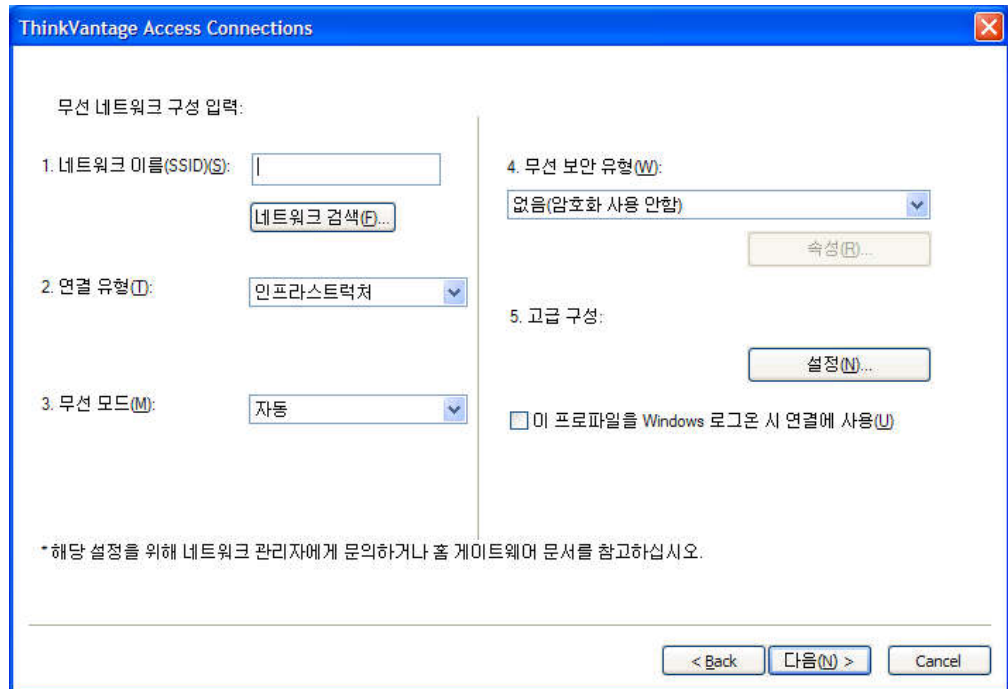 ThinkVantage Access Connections
무선 네트워크 구성 입력:
1. 네트워크 이름(SSID)(S):
네트워크 검색(F)...
2. 연결 유형(T):
인프라스트럭쳐
3. 무선 모드(M):
자동
4. 무선 보안 유형(W):
없음(암호화 사용 안함)
속성(R)...
5. 고급 구성:
설정(N)...
이 프로파일을 Windows 로그온 시 연결에 사용(U)
* 해당 설정을 위해 네트워크 관리자에게 문의하거나 홈 게이트웨어 문서를 참고하십시오.
< Back
다음(N) >
Cancel